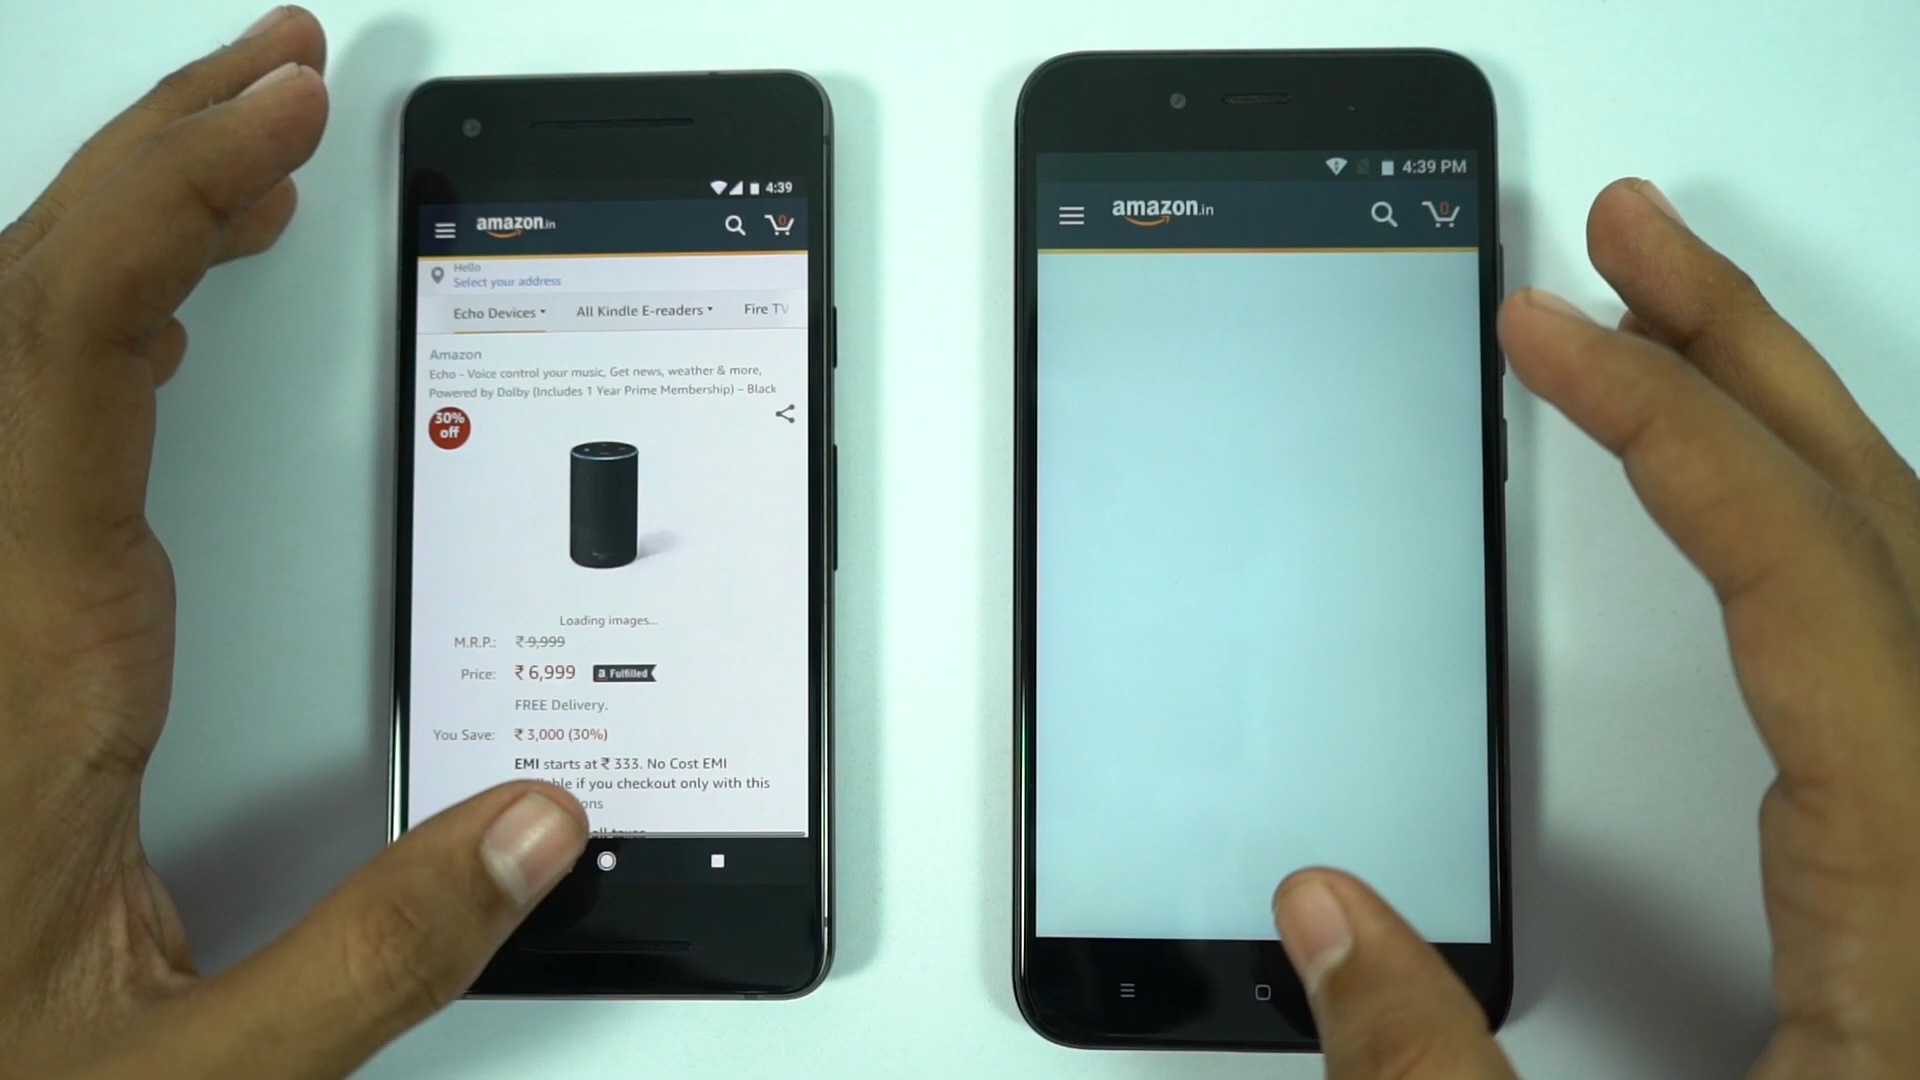 4:39
amazon.in
0
Hello
Select your address
Echo Devices
All Kindle E-readers
Fire TV
Amazon
Echo - Voice control your music, Get news, weather & more,
Powered by Dolby (Includes 1 Year Prime Membership) – Black
30%
off
Loading images...
M.R.P.: ₹ 9,999
Price: ₹ 6,999 a Fulfilled
FREE Delivery.
You Save: ₹ 3,000 (30%)
EMI starts at ₹ 333. No Cost EMI
if you checkout only with this
4:39 PM
amazon.in
0